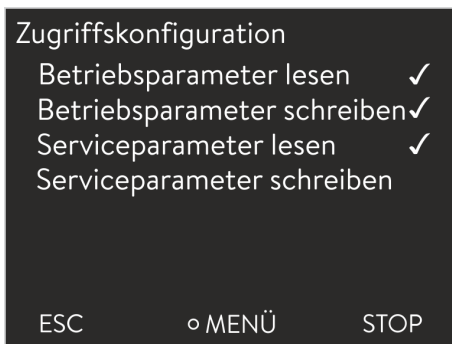 Zugriffskonfiguration
Betriebsparameter lesen ✓
Betriebsparameter schreiben ✓
Serviceparameter lesen ✓
Serviceparameter schreiben
ESC ○ MENÜ STOP